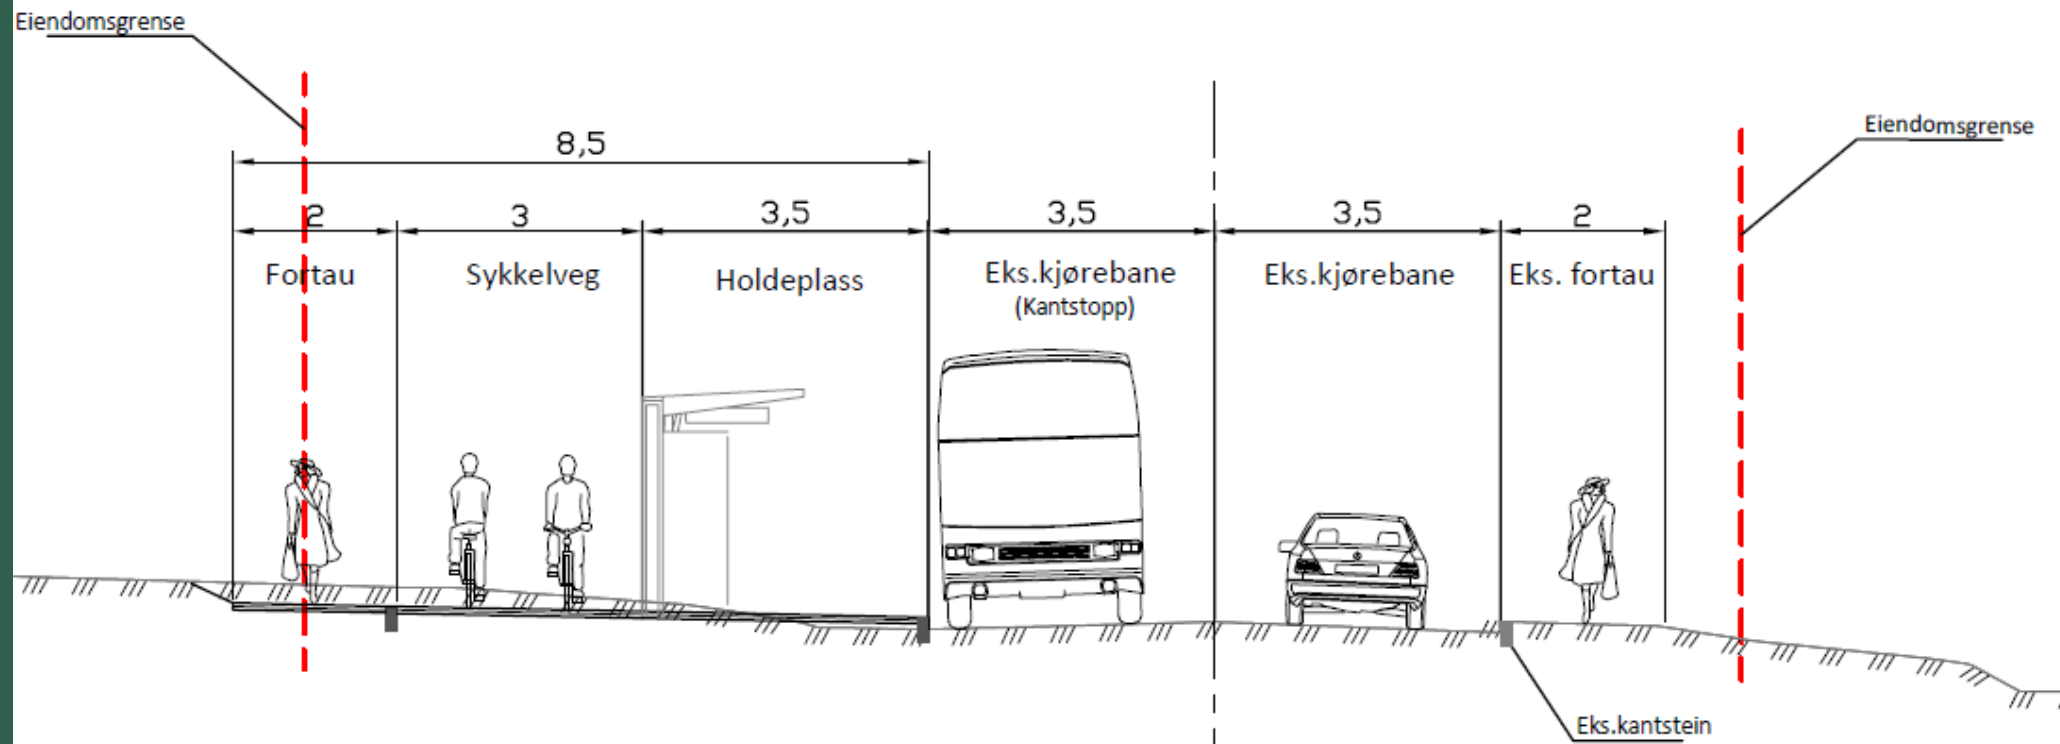 Eiendomsgrense
Eiendomsgrense
8,5
2
3
3,5
3,5
3,5
2
Fortau
Sykkelveg
Holdeplass
Eks.kjørebane
(Kantstopp)
Eks.kjørebane
Eks. fortau
Eks.kantstein